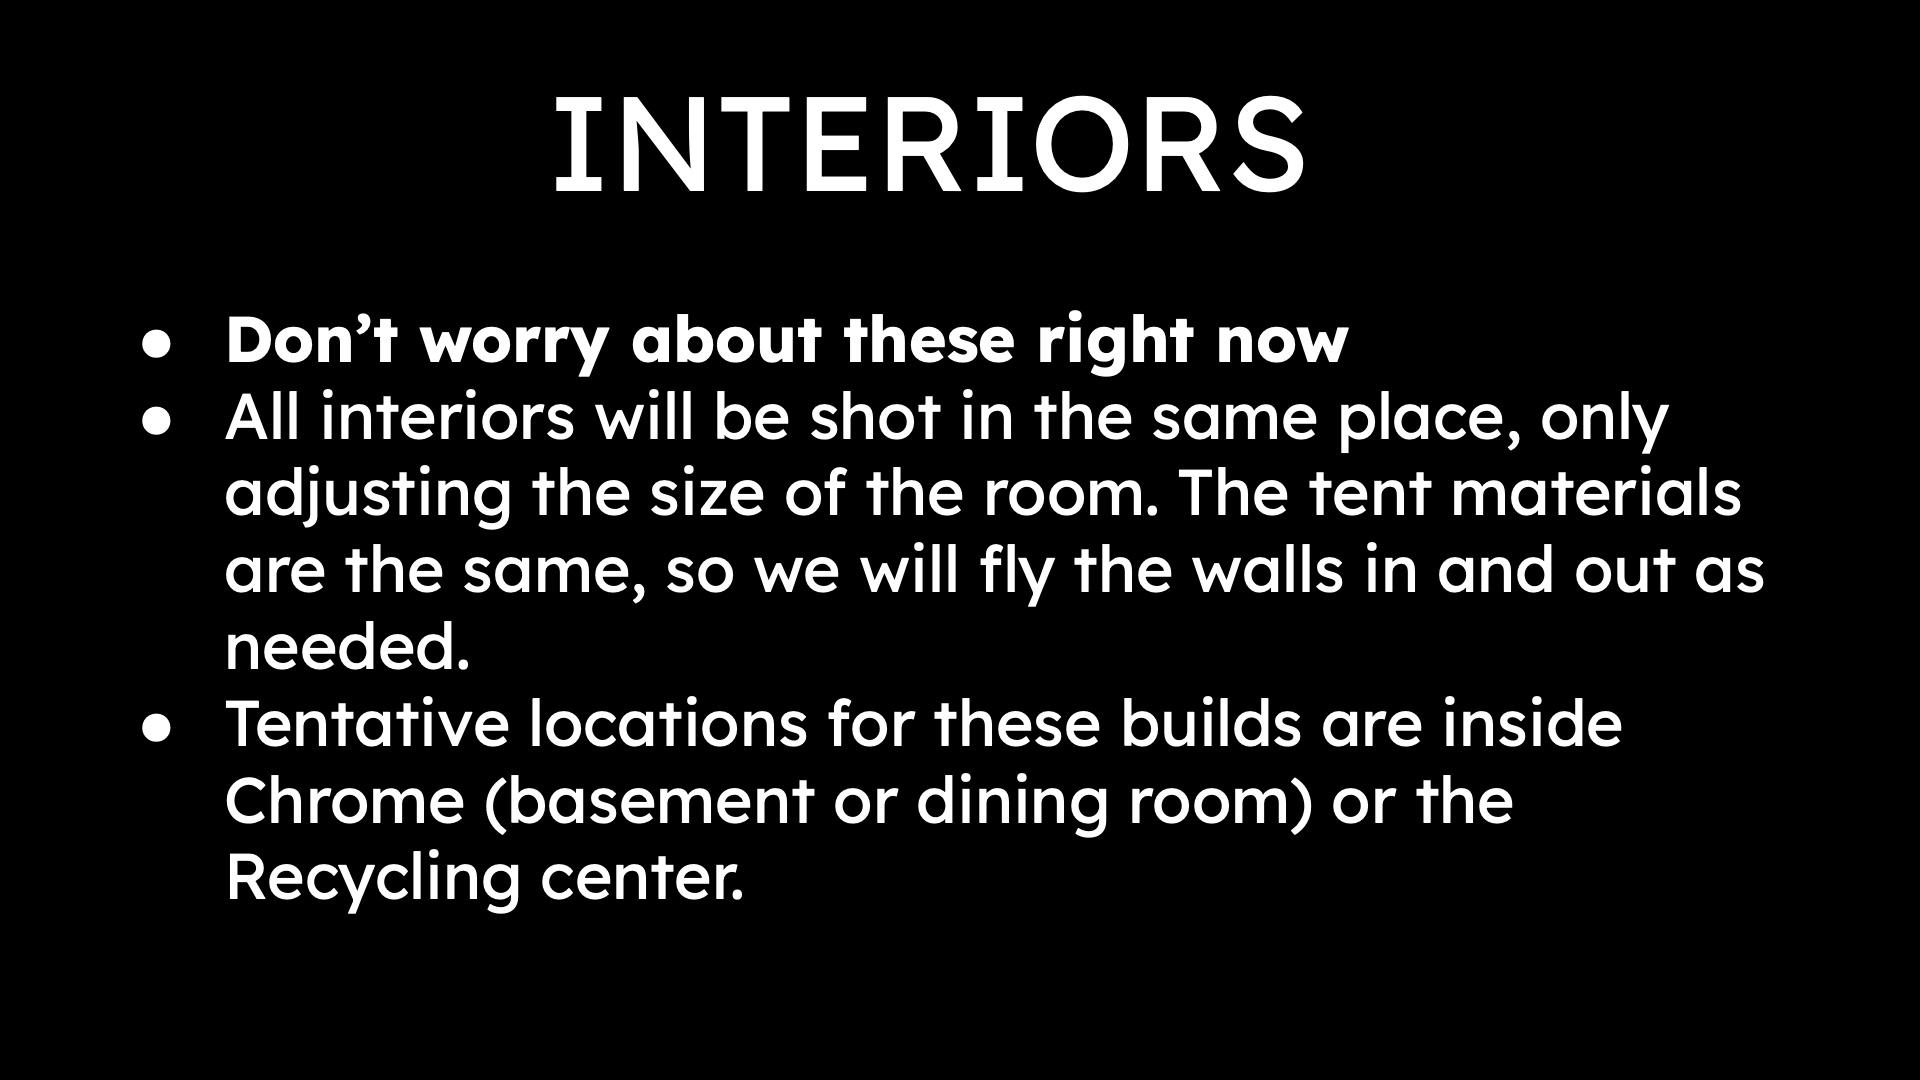 INTERIORS
● Don’t worry about these right now
● All interiors will be shot in the same place, only
adjusting the size of the room. The tent materials
are the same, so we will fly the walls in and out as
needed.
● Tentative locations for these builds are inside
Chrome (basement or dining room) or the
Recycling center.